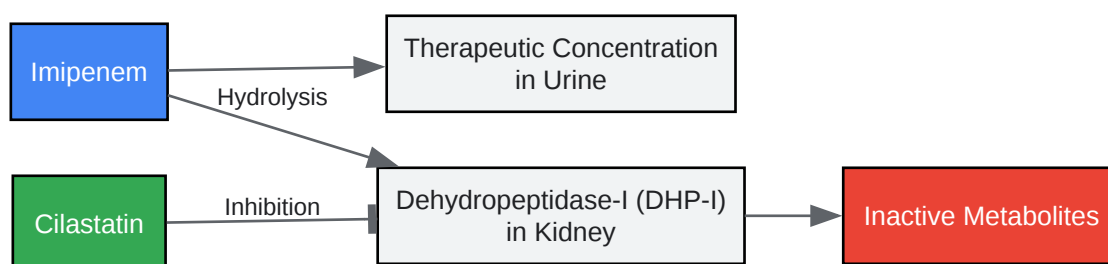 Imipenem
Therapeutic Concentration
in Urine
Hydrolysis
Cilastatin
Inhibition
Dehydropeptidase-I (DHP-I)
in Kidney
Inactive Metabolites